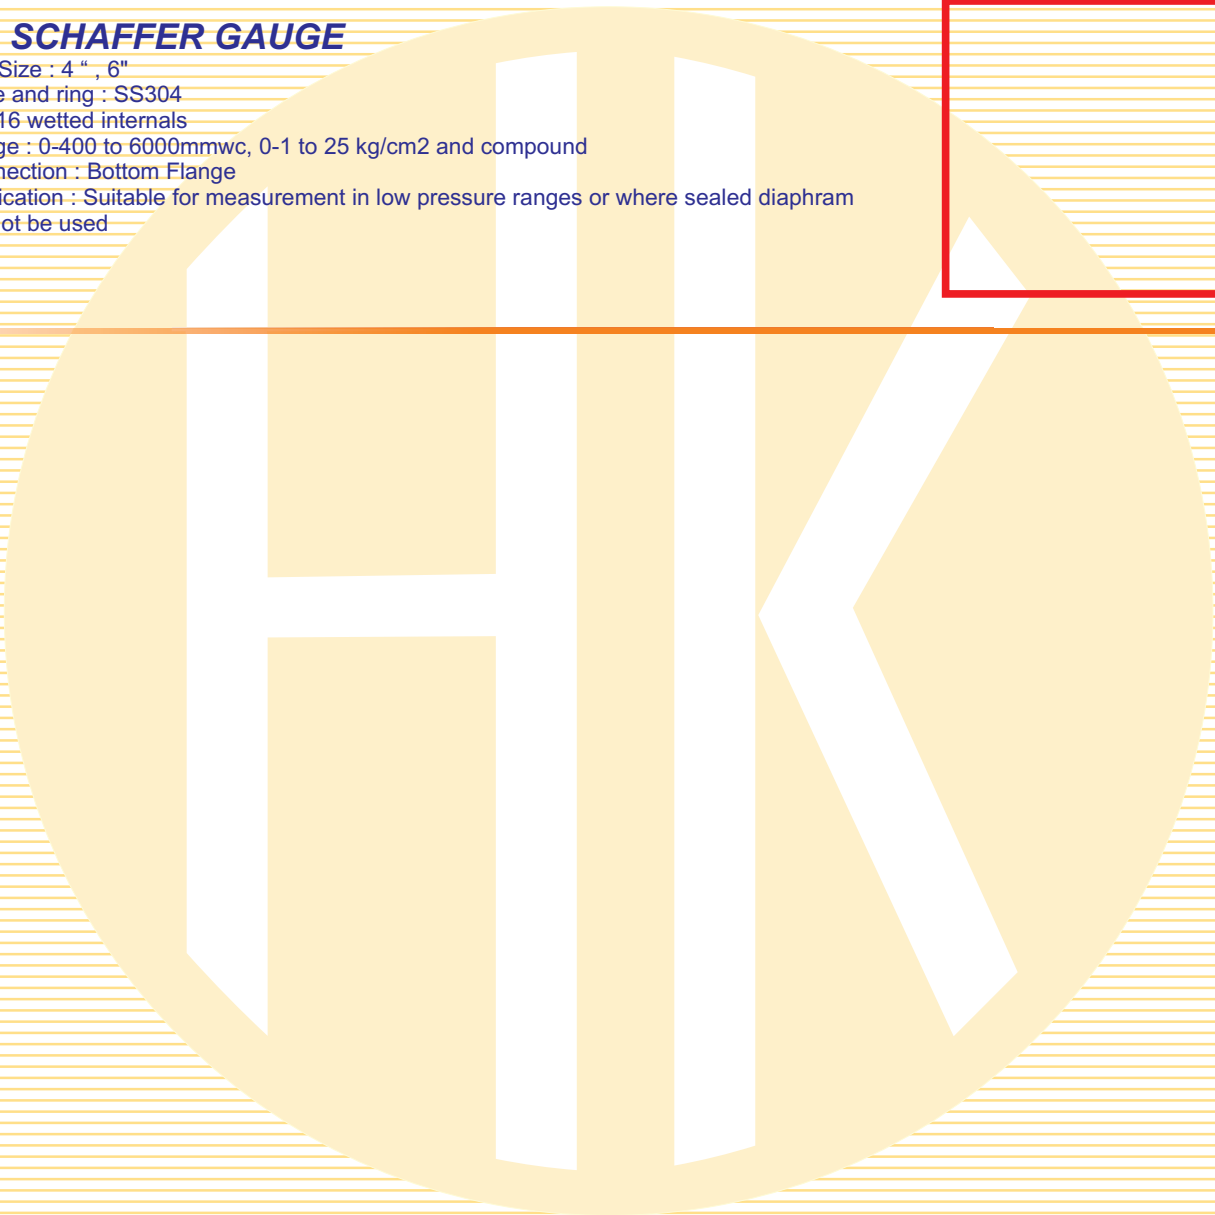 SCHAFFER GAUGE
Size : 4 “ , 6"
e and ring : SS304
16 wetted internals
ge : 0-400 to 6000mmwc, 0-1 to 25 kg/cm2 and compound
nection : Bottom Flange
ication : Suitable for measurement in low pressure ranges or where sealed diaphram
ot be used
HK